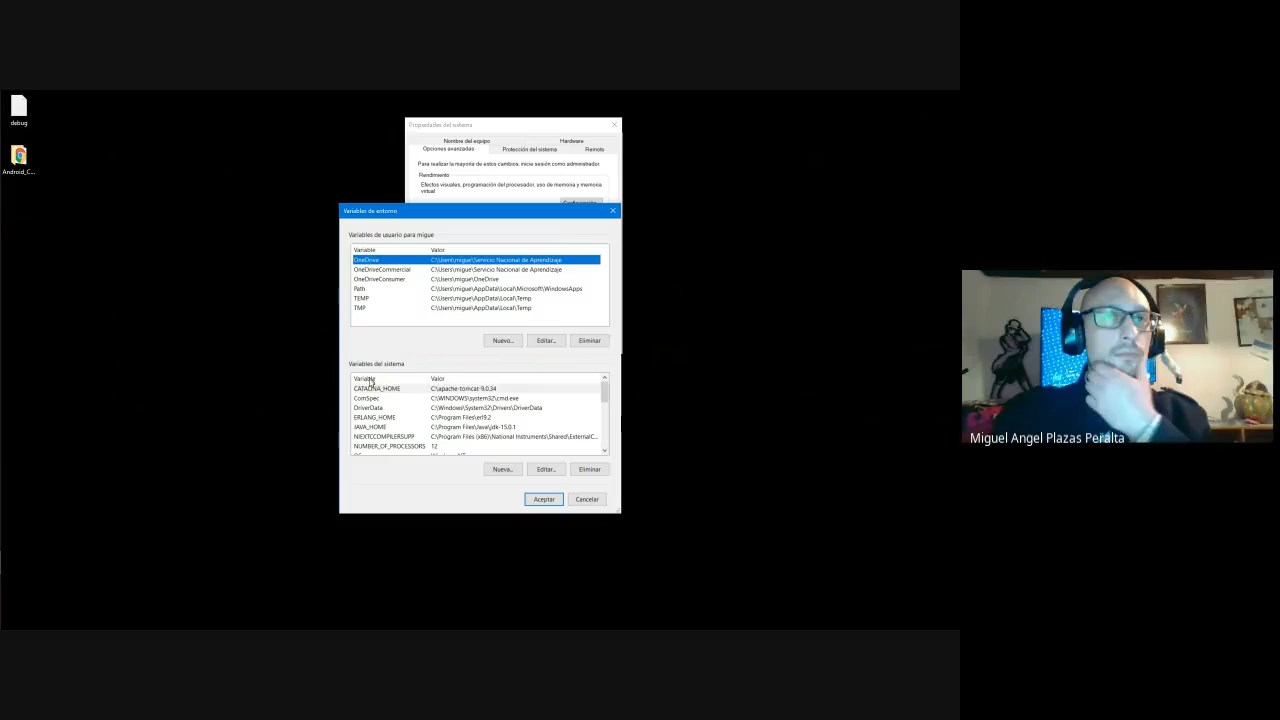 debug
Android_C...
Propiedades del sistema
Nombre del equipo Hardware
Opciones avanzadas Protección del sistema Remoto
Para realizar la mayoría de estos cambios, inicie sesión como administrador.
Rendimiento
Efectos visuales, programación del procesador, uso de memoria y memoria
virtual
Variables de entorno
Variables de usuario para migue
Variable Valor
OneDrive C:\Users\migue\Servicio Nacional de Aprendizaje
OneDriveCommercial C:\Users\migue\Servicio Nacional de Aprendizaje
OneDriveConsumer C:\Users\migue\OneDrive
Path C:\Users\migue\AppData\Local\Microsoft\WindowsApps
TEMP C:\Users\migue\AppData\Local\Temp
TMP C:\Users\migue\AppData\Local\Temp
Nuevo... Editar... Eliminar
Variables del sistema
Variable Valor
CATALINA_HOME C:\apache-tomcat-9.0.34
ComSpec C:\WINDOWS\system32\cmd.exe
DriverData C:\Windows\System32\Drivers\DriverData
ERLANG_HOME C:\Program Files\erl9.2
JAVA_HOME C:\Program Files\Java\jdk-15.0.1
NIEXTCCOMPILERSUPP C:\Program Files (x86)\National Instruments\Shared\ExternalC...
NUMBER_OF_PROCESSORS 12
Nueva... Editar... Eliminar
Aceptar Cancelar
Miguel Angel Plazas Peralta